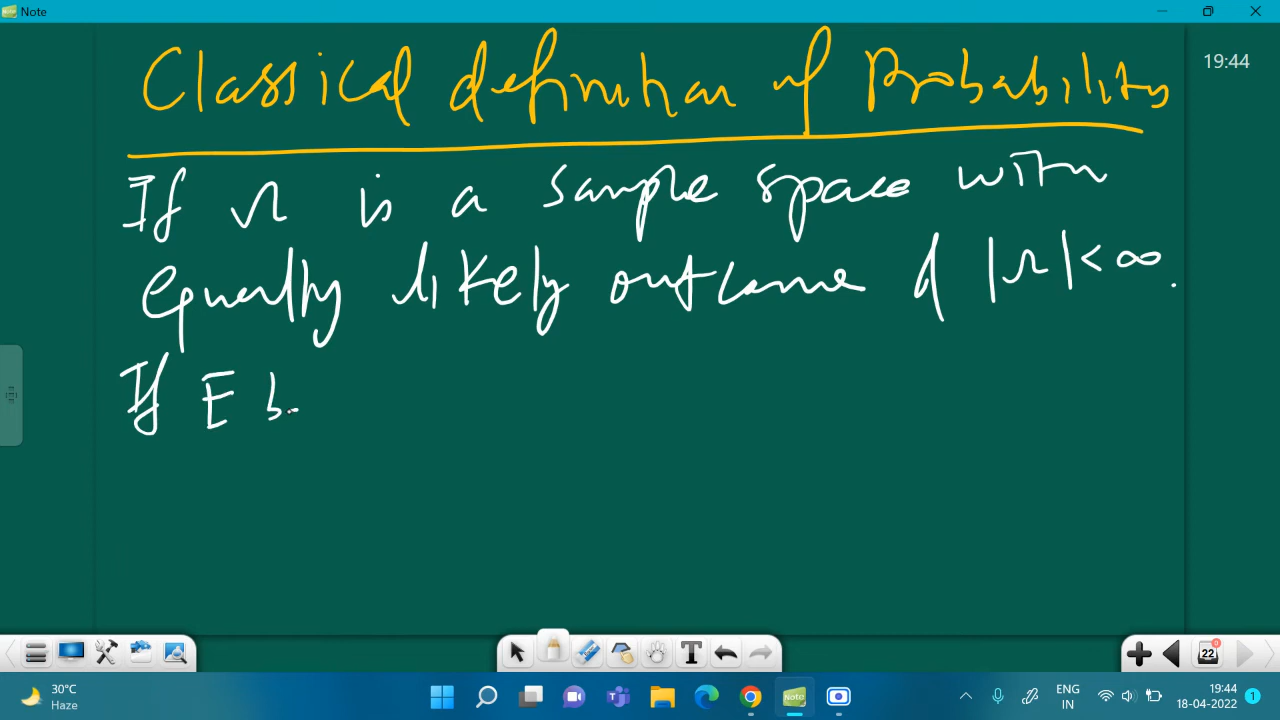 Note
19:44
Classical definition of Probability
If Ω is a sample space with
equally likely outcome & |Ω| < ∞.
If E b
T
22
30°C
Haze
Note
ENG
IN
19:44
18-04-2022
1